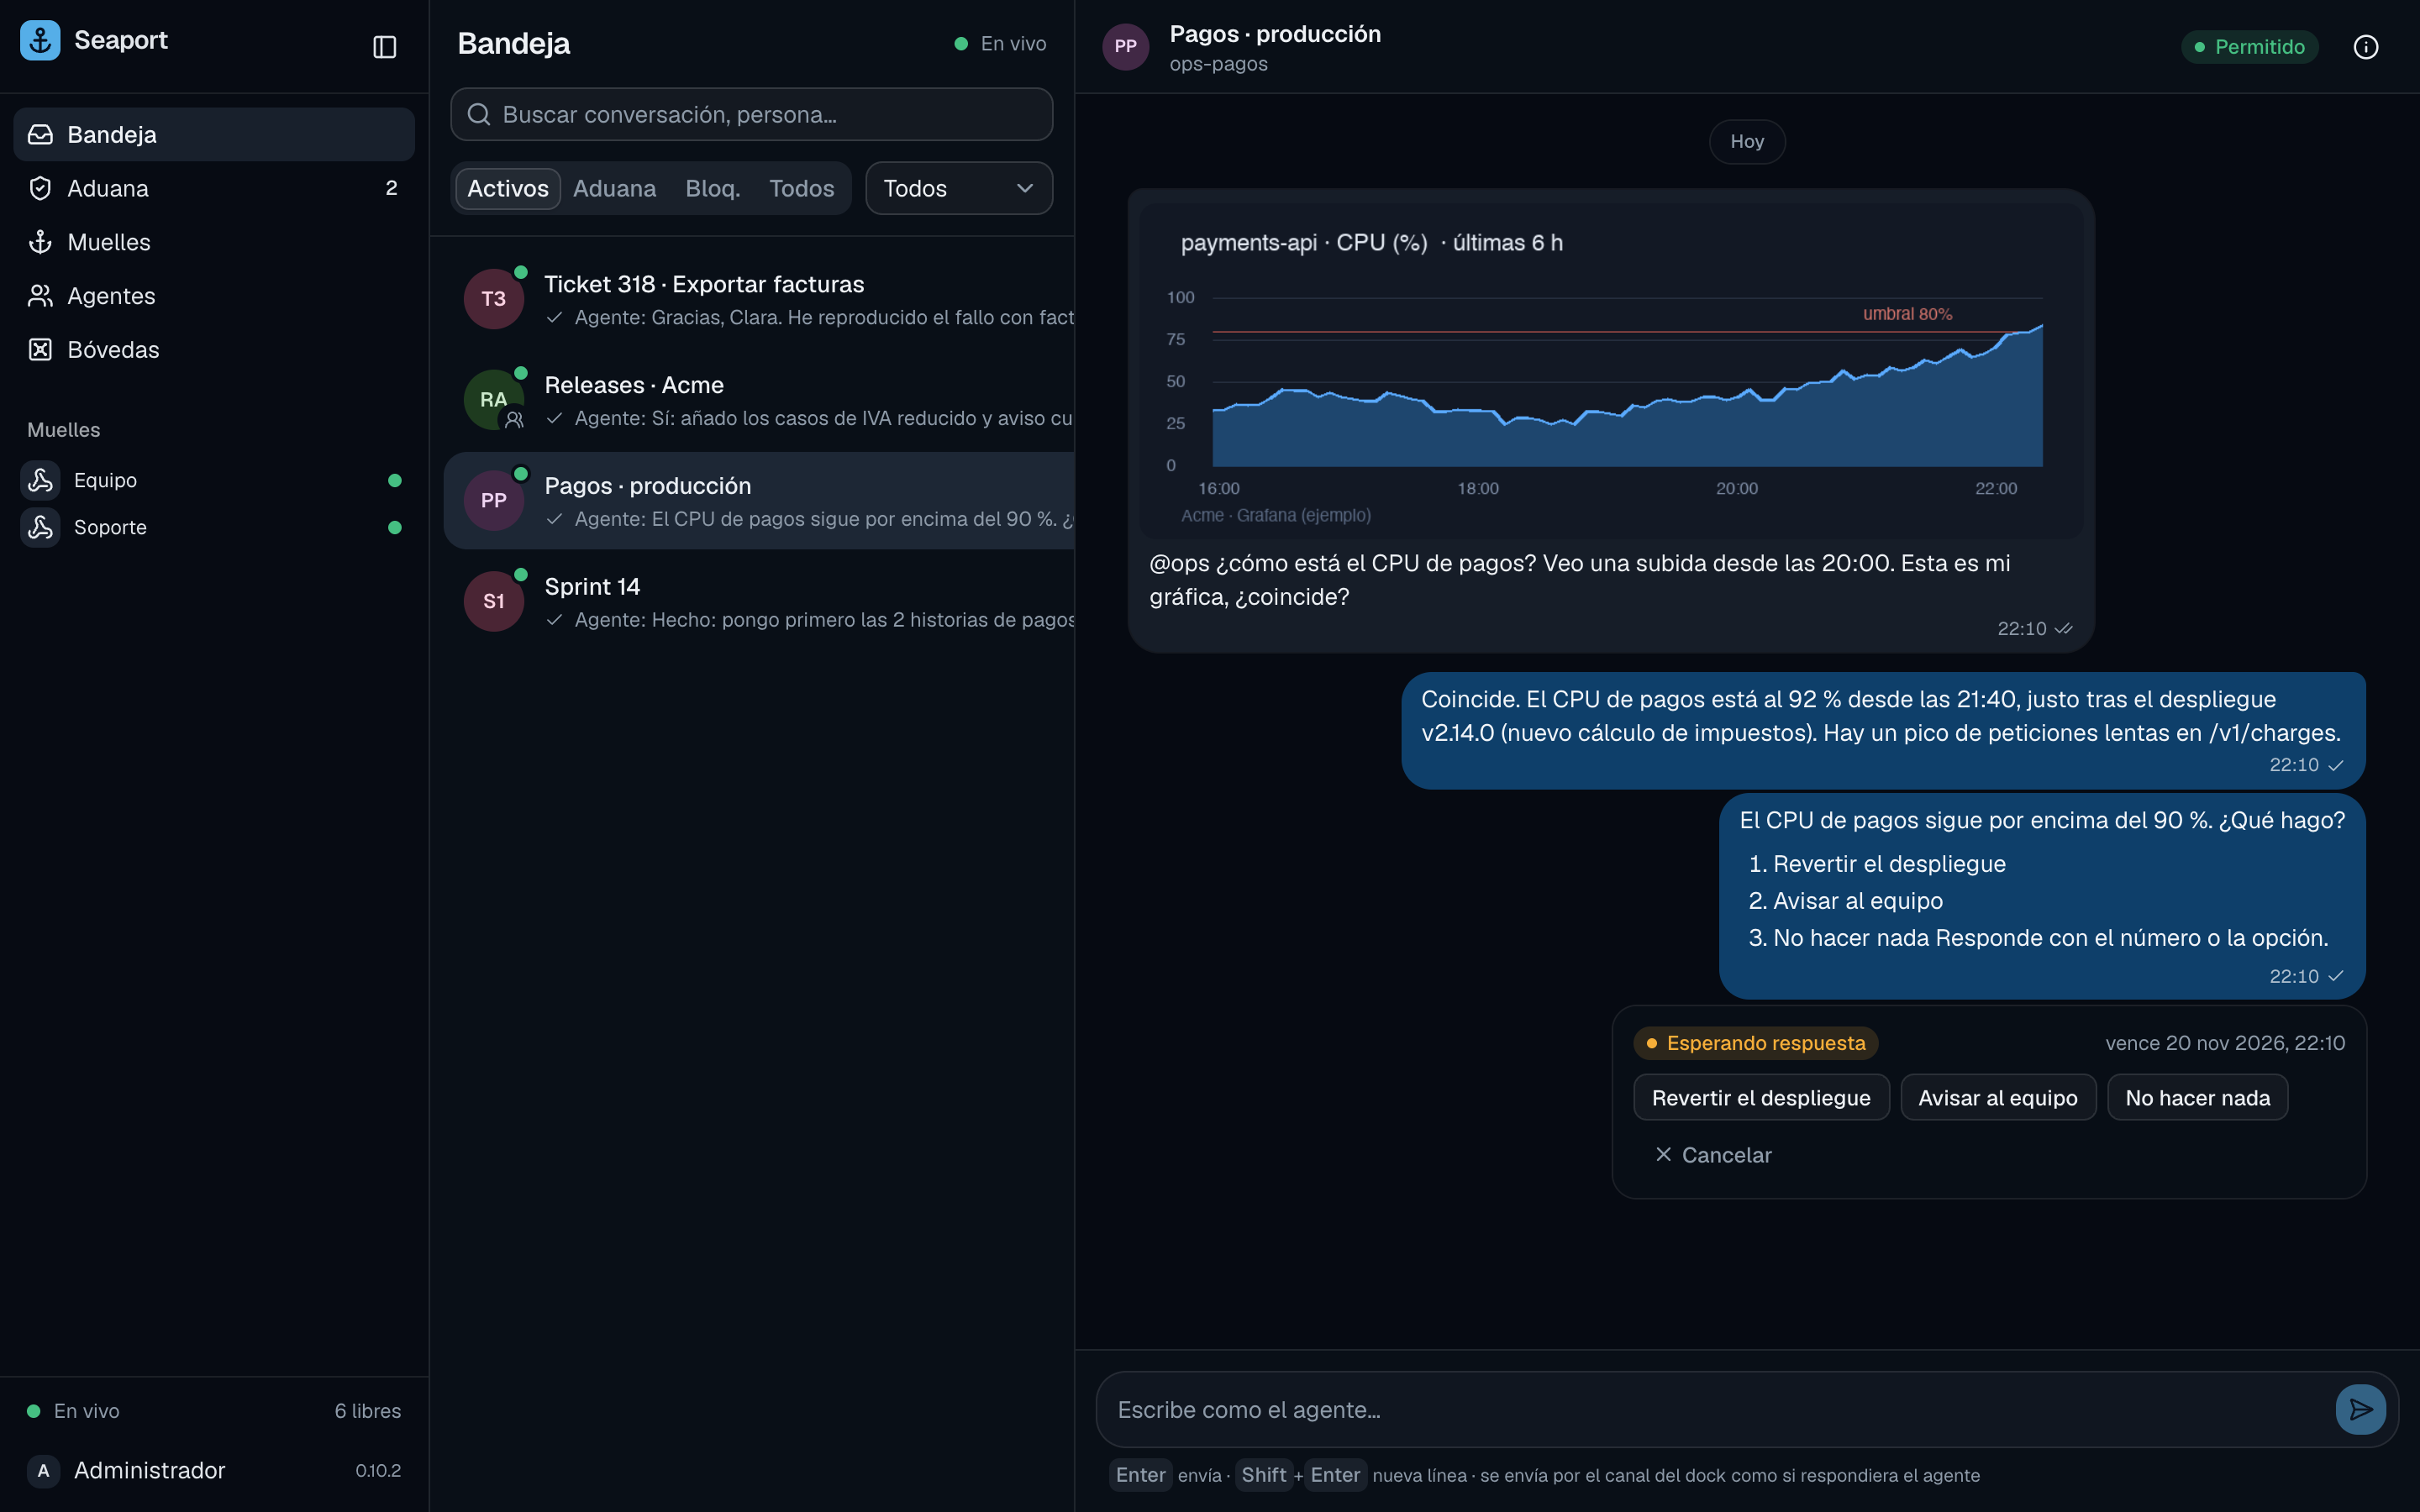 Seaport
Bandeja
Aduana 2
Muelles
Agentes
Bóvedas
Muelles
Equipo
Soporte
En vivo 6 libres
A Administrador 0.10.2
Bandeja En vivo
Buscar conversación, persona...
Activos Aduana Bloq. Todos Todos
T3 Ticket 318 · Exportar facturas
Agente: Gracias, Clara. He reproducido el fallo con fact
RA Releases · Acme
Agente: Sí: añado los casos de IVA reducido y aviso cu
PP Pagos · producción
Agente: El CPU de pagos sigue por encima del 90 %. ¿
S1 Sprint 14
Agente: Hecho: pongo primero las 2 historias de pagos
PP Pagos · producción
ops-pagos
Permitido
Hoy
payments-api · CPU (%) · últimas 6 h
umbral 80%
100
75
50
25
0
16:00 18:00 20:00 22:00
Acme · Grafana (ejemplo)
@ops ¿cómo está el CPU de pagos? Veo una subida desde las 20:00. Esta es mi
gráfica, ¿coincide?
22:10
Coincide. El CPU de pagos está al 92 % desde las 21:40, justo tras el despliegue
v2.14.0 (nuevo cálculo de impuestos). Hay un pico de peticiones lentas en /v1/charges.
22:10
El CPU de pagos sigue por encima del 90 %. ¿Qué hago?
1. Revertir el despliegue
2. Avisar al equipo
3. No hacer nada Responde con el número o la opción.
22:10
Esperando respuesta vence 20 nov 2026, 22:10
Revertir el despliegue Avisar al equipo No hacer nada
Cancelar
Escribe como el agente...
Enter envía · Shift + Enter nueva línea · se envía por el canal del dock como si respondiera el agente